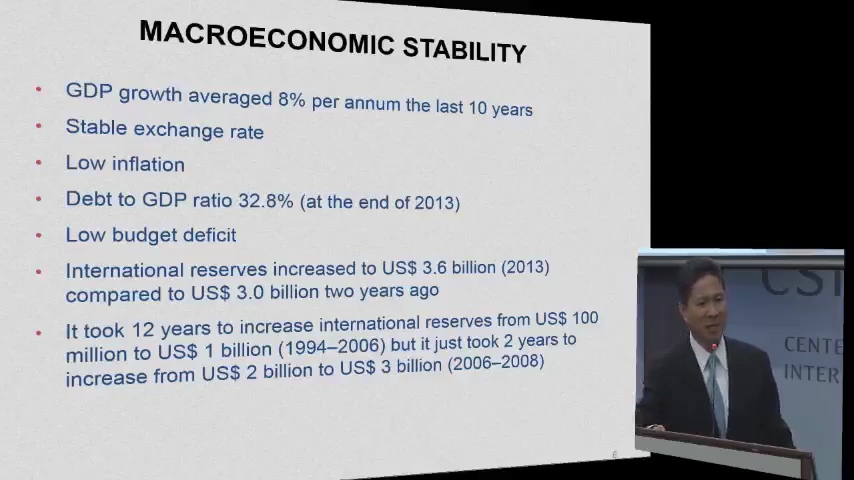 MACROECONOMIC STABILITY
• GDP growth averaged 8% per annum the last 10 years
• Stable exchange rate
• Low inflation
• Debt to GDP ratio 32.8% (at the end of 2013)
• Low budget deficit
• International reserves increased to US$ 3.6 billion (2013)
compared to US$ 3.0 billion two years ago
• It took 12 years to increase international reserves from US$ 100
million to US$ 1 billion (1994–2006) but it just took 2 years to
increase from US$ 2 billion to US$ 3 billion (2006–2008)
6
CSI
CENTE
INTER